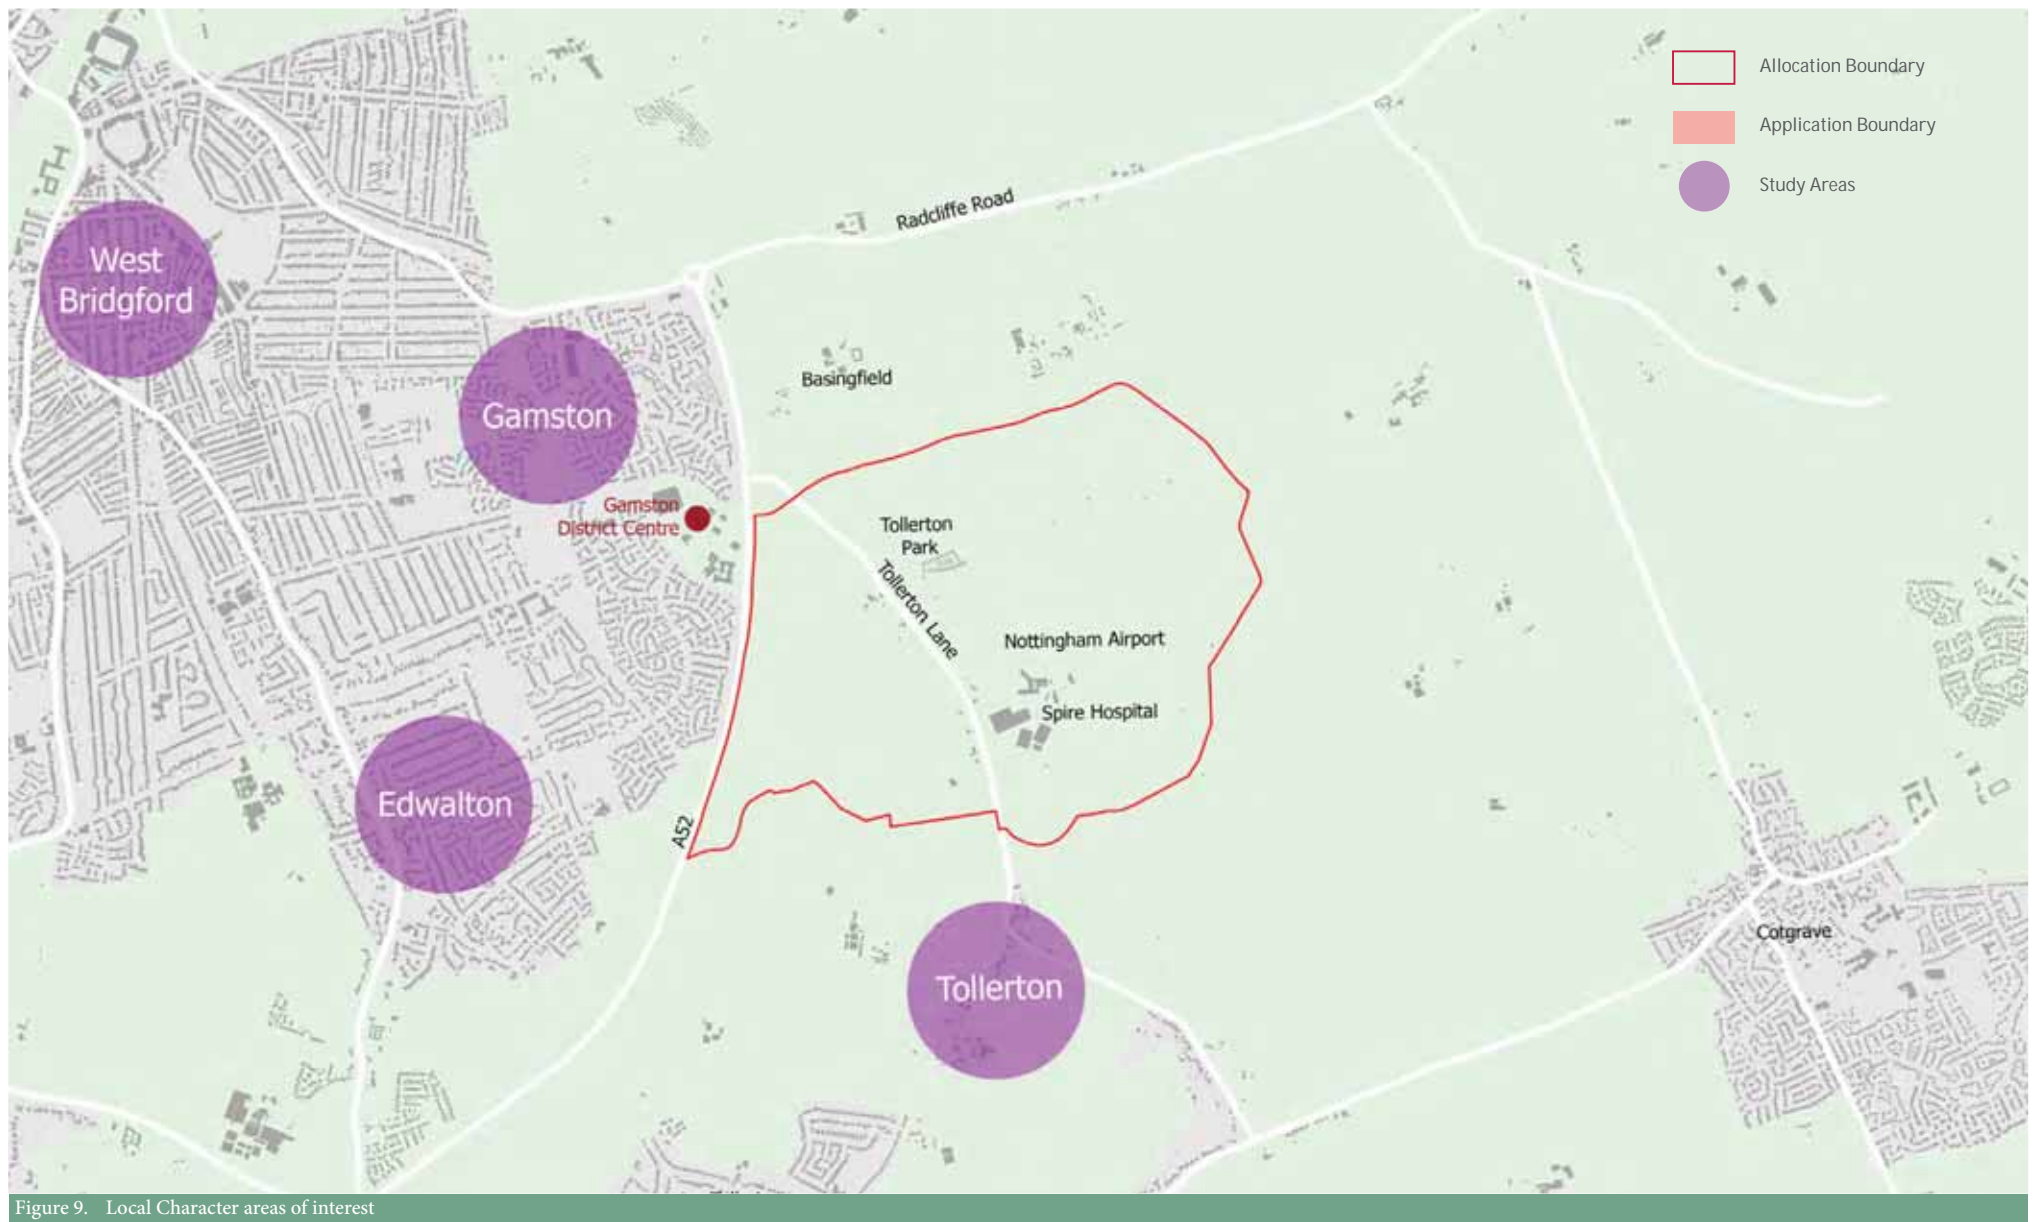 Allocation Boundary
Application Boundary
Study Areas
Radcliffe Road
West
Bridgford
Gamston
Basingfield
Gamston
District Centre
Tollerton
Park
Tollerton Lane
Nottingham Airport
Spire Hospital
Edwalton
A52
Tollerton
Cotgrave
Figure 9. Local Character areas of interest